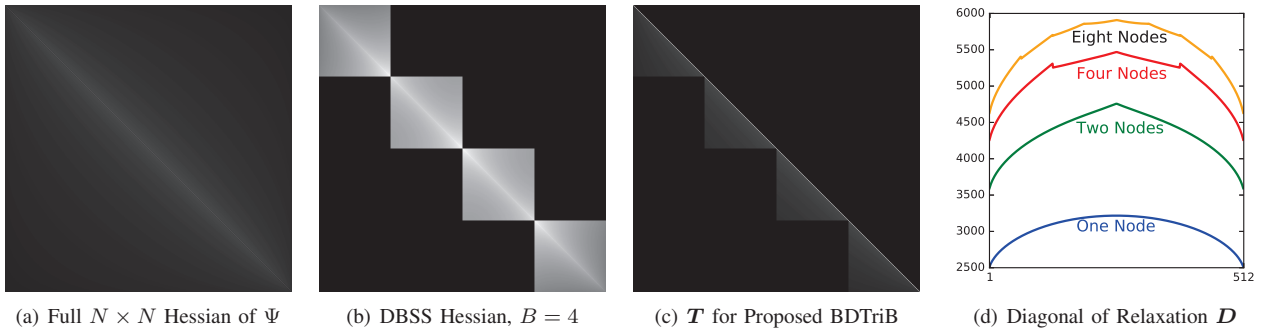 6000
5500
5000
4500
4000
3500
3000
2500
Eight Nodes
Four Nodes
Two Nodes
One Node
1
512
(a) Full N × N Hessian of Ψ
(b) DBSS Hessian, B = 4
(c) T for Proposed BDTriB
(d) Diagonal of Relaxation D